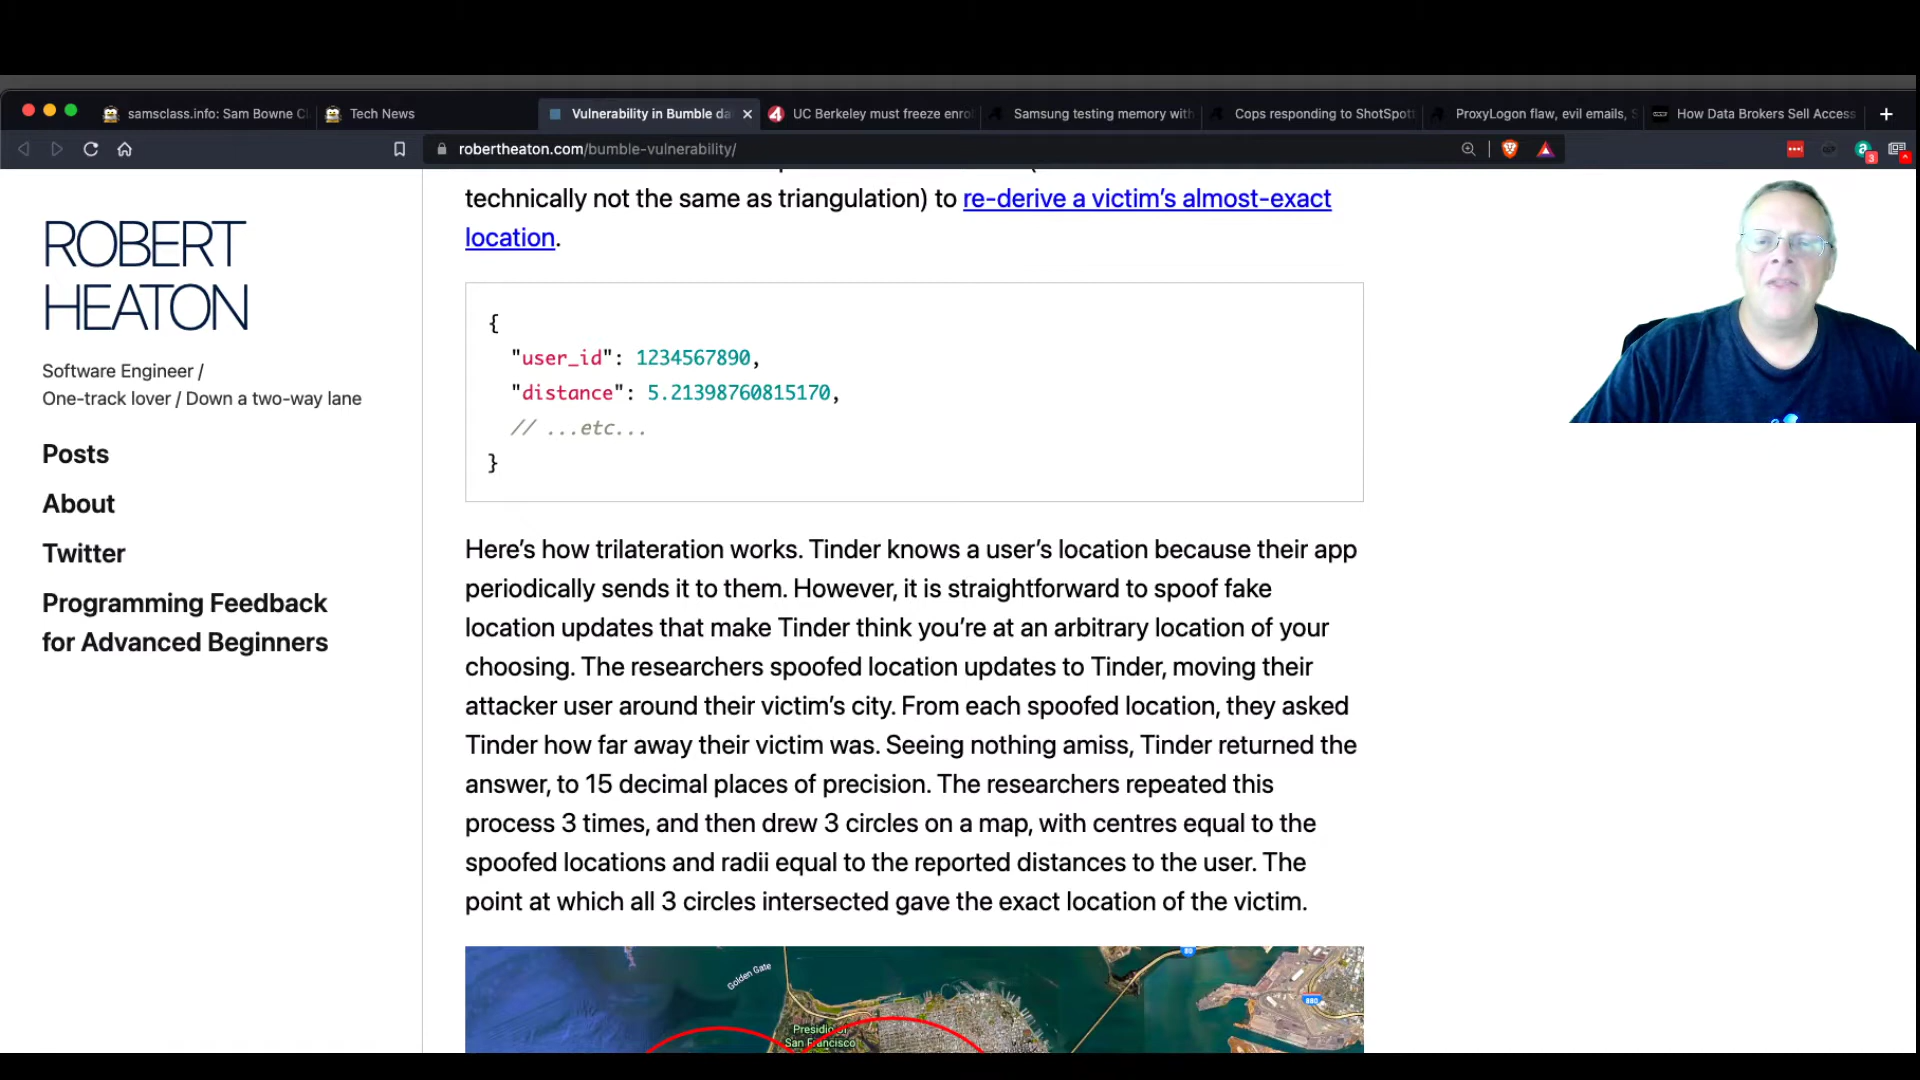 samsclass.info: Sam Bowne Cl
Tech News
Vulnerability in Bumble da
UC Berkeley must freeze enrol
Samsung testing memory with
Cops responding to ShotSpott
ProxyLogon flaw, evil emails, S
How Data Brokers Sell Access
robertheaton.com/bumble-vulnerability/
technically not the same as triangulation) to re-derive a victim’s almost-exact
location.
ROBERT
HEATON
Software Engineer /
One-track lover / Down a two-way lane
Posts
About
Twitter
Programming Feedback
for Advanced Beginners
{
"user_id": 1234567890,
"distance": 5.21398760815170,
// ...etc...
}
Here’s how trilateration works. Tinder knows a user’s location because their app
periodically sends it to them. However, it is straightforward to spoof fake
location updates that make Tinder think you’re at an arbitrary location of your
choosing. The researchers spoofed location updates to Tinder, moving their
attacker user around their victim’s city. From each spoofed location, they asked
Tinder how far away their victim was. Seeing nothing amiss, Tinder returned the
answer, to 15 decimal places of precision. The researchers repeated this
process 3 times, and then drew 3 circles on a map, with centres equal to the
spoofed locations and radii equal to the reported distances to the user. The
point at which all 3 circles intersected gave the exact location of the victim.
Golden Gate
80
880
Presidio of
San Francisco